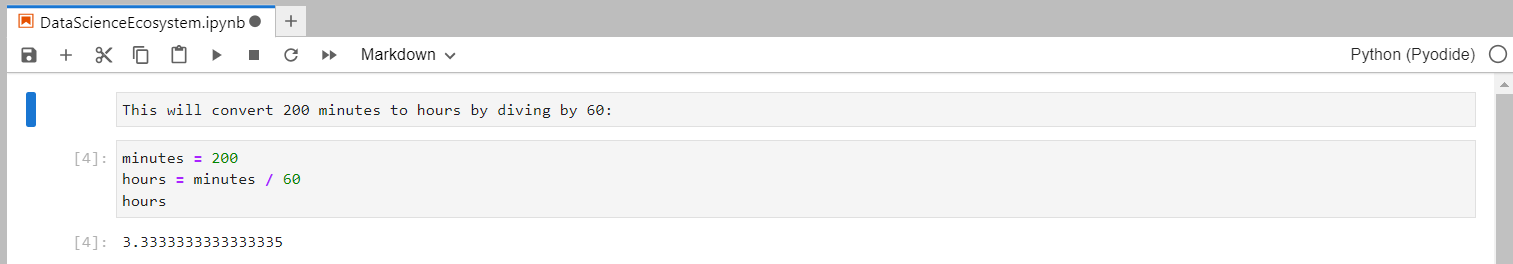 DataScienceEcosystem.ipynb
Markdown
Python (Pyodide)
This will convert 200 minutes to hours by diving by 60:
[4]: minutes = 200
hours = minutes / 60
hours
[4]: 3.3333333333333335